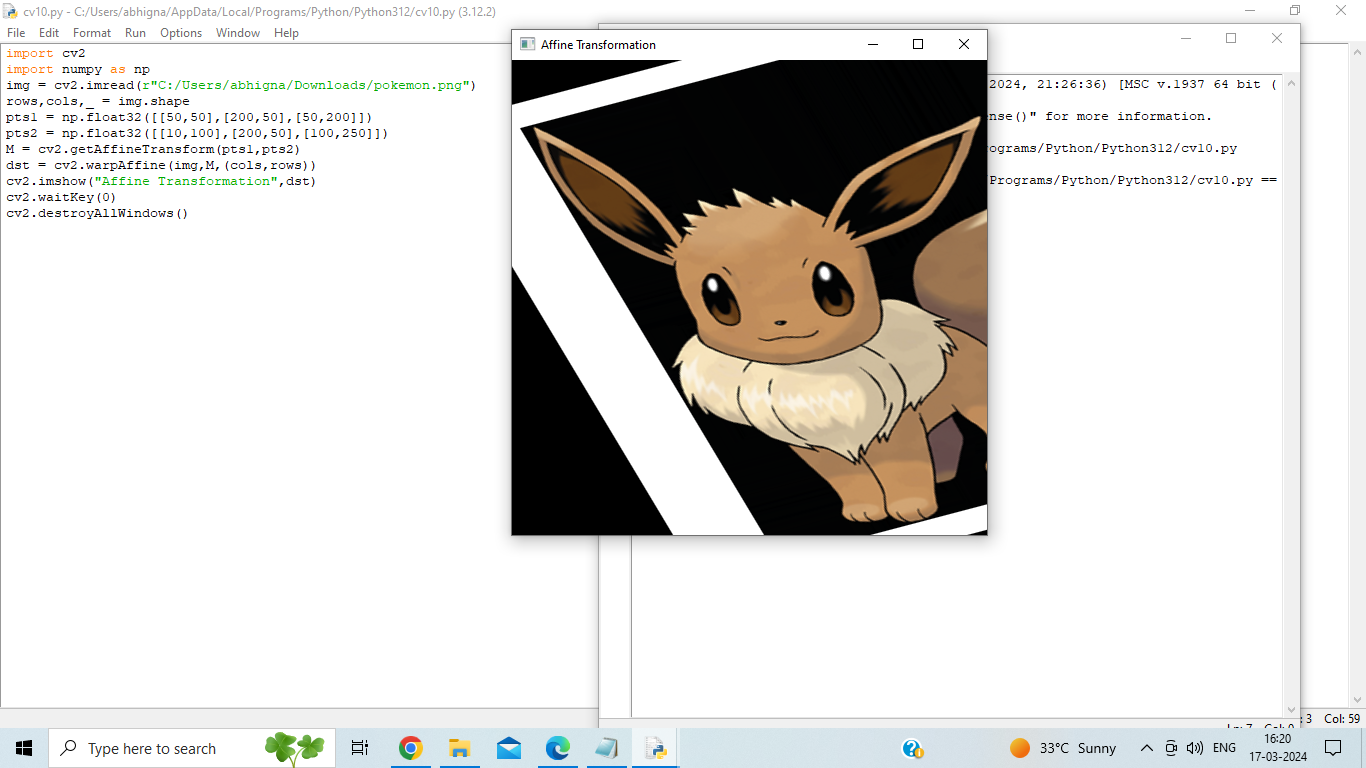 cv10.py - C:/Users/abhigna/AppData/Local/Programs/Python/Python312/cv10.py (3.12.2)
File Edit Format Run Options Window Help
import cv2
import numpy as np
img = cv2.imread(r"C:/Users/abhigna/Downloads/pokemon.png")
rows,cols,_ = img.shape
pts1 = np.float32([[50,50],[200,50],[50,200]])
pts2 = np.float32([[10,100],[200,50],[100,250]])
M = cv2.getAffineTransform(pts1,pts2)
dst = cv2.warpAffine(img,M,(cols,rows))
cv2.imshow("Affine Transformation",dst)
cv2.waitKey(0)
cv2.destroyAllWindows()
Affine Transformation
2024, 21:26:36) [MSC v.1937 64 bit (
nse()" for more information.
ograms/Python/Python312/cv10.py
Programs/Python/Python312/cv10.py ==
3 Col: 59
Type here to search
33°C Sunny
ENG
16:20
17-03-2024